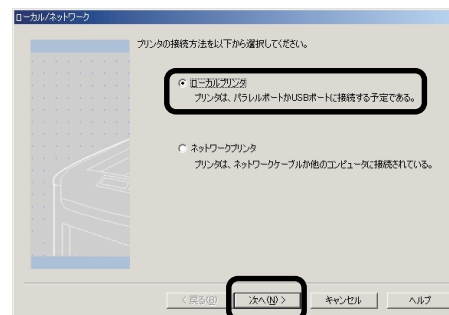 ローカル/ネットワーク
プリンタの接続方法を以下から選択してください。
ローカルプリンタ
プリンタは、パラレルポートかUSBポートに接続する予定である。
ネットワークプリンタ
プリンタは、ネットワークケーブルか他のコンピュータに接続されている。
< 戻る(B) 次へ(N) > キャンセル ヘルプ